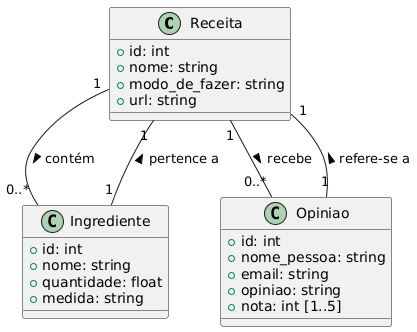 C Receita
id: int
nome: string
modo_de_fazer: string
url: string
1
1
1
1
contém
pertence a
recebe
refere-se a
0..*
1
0..*
1
C Ingrediente
id: int
nome: string
quantidade: float
medida: string
C Opiniao
id: int
nome_pessoa: string
email: string
opiniao: string
nota: int [1..5]